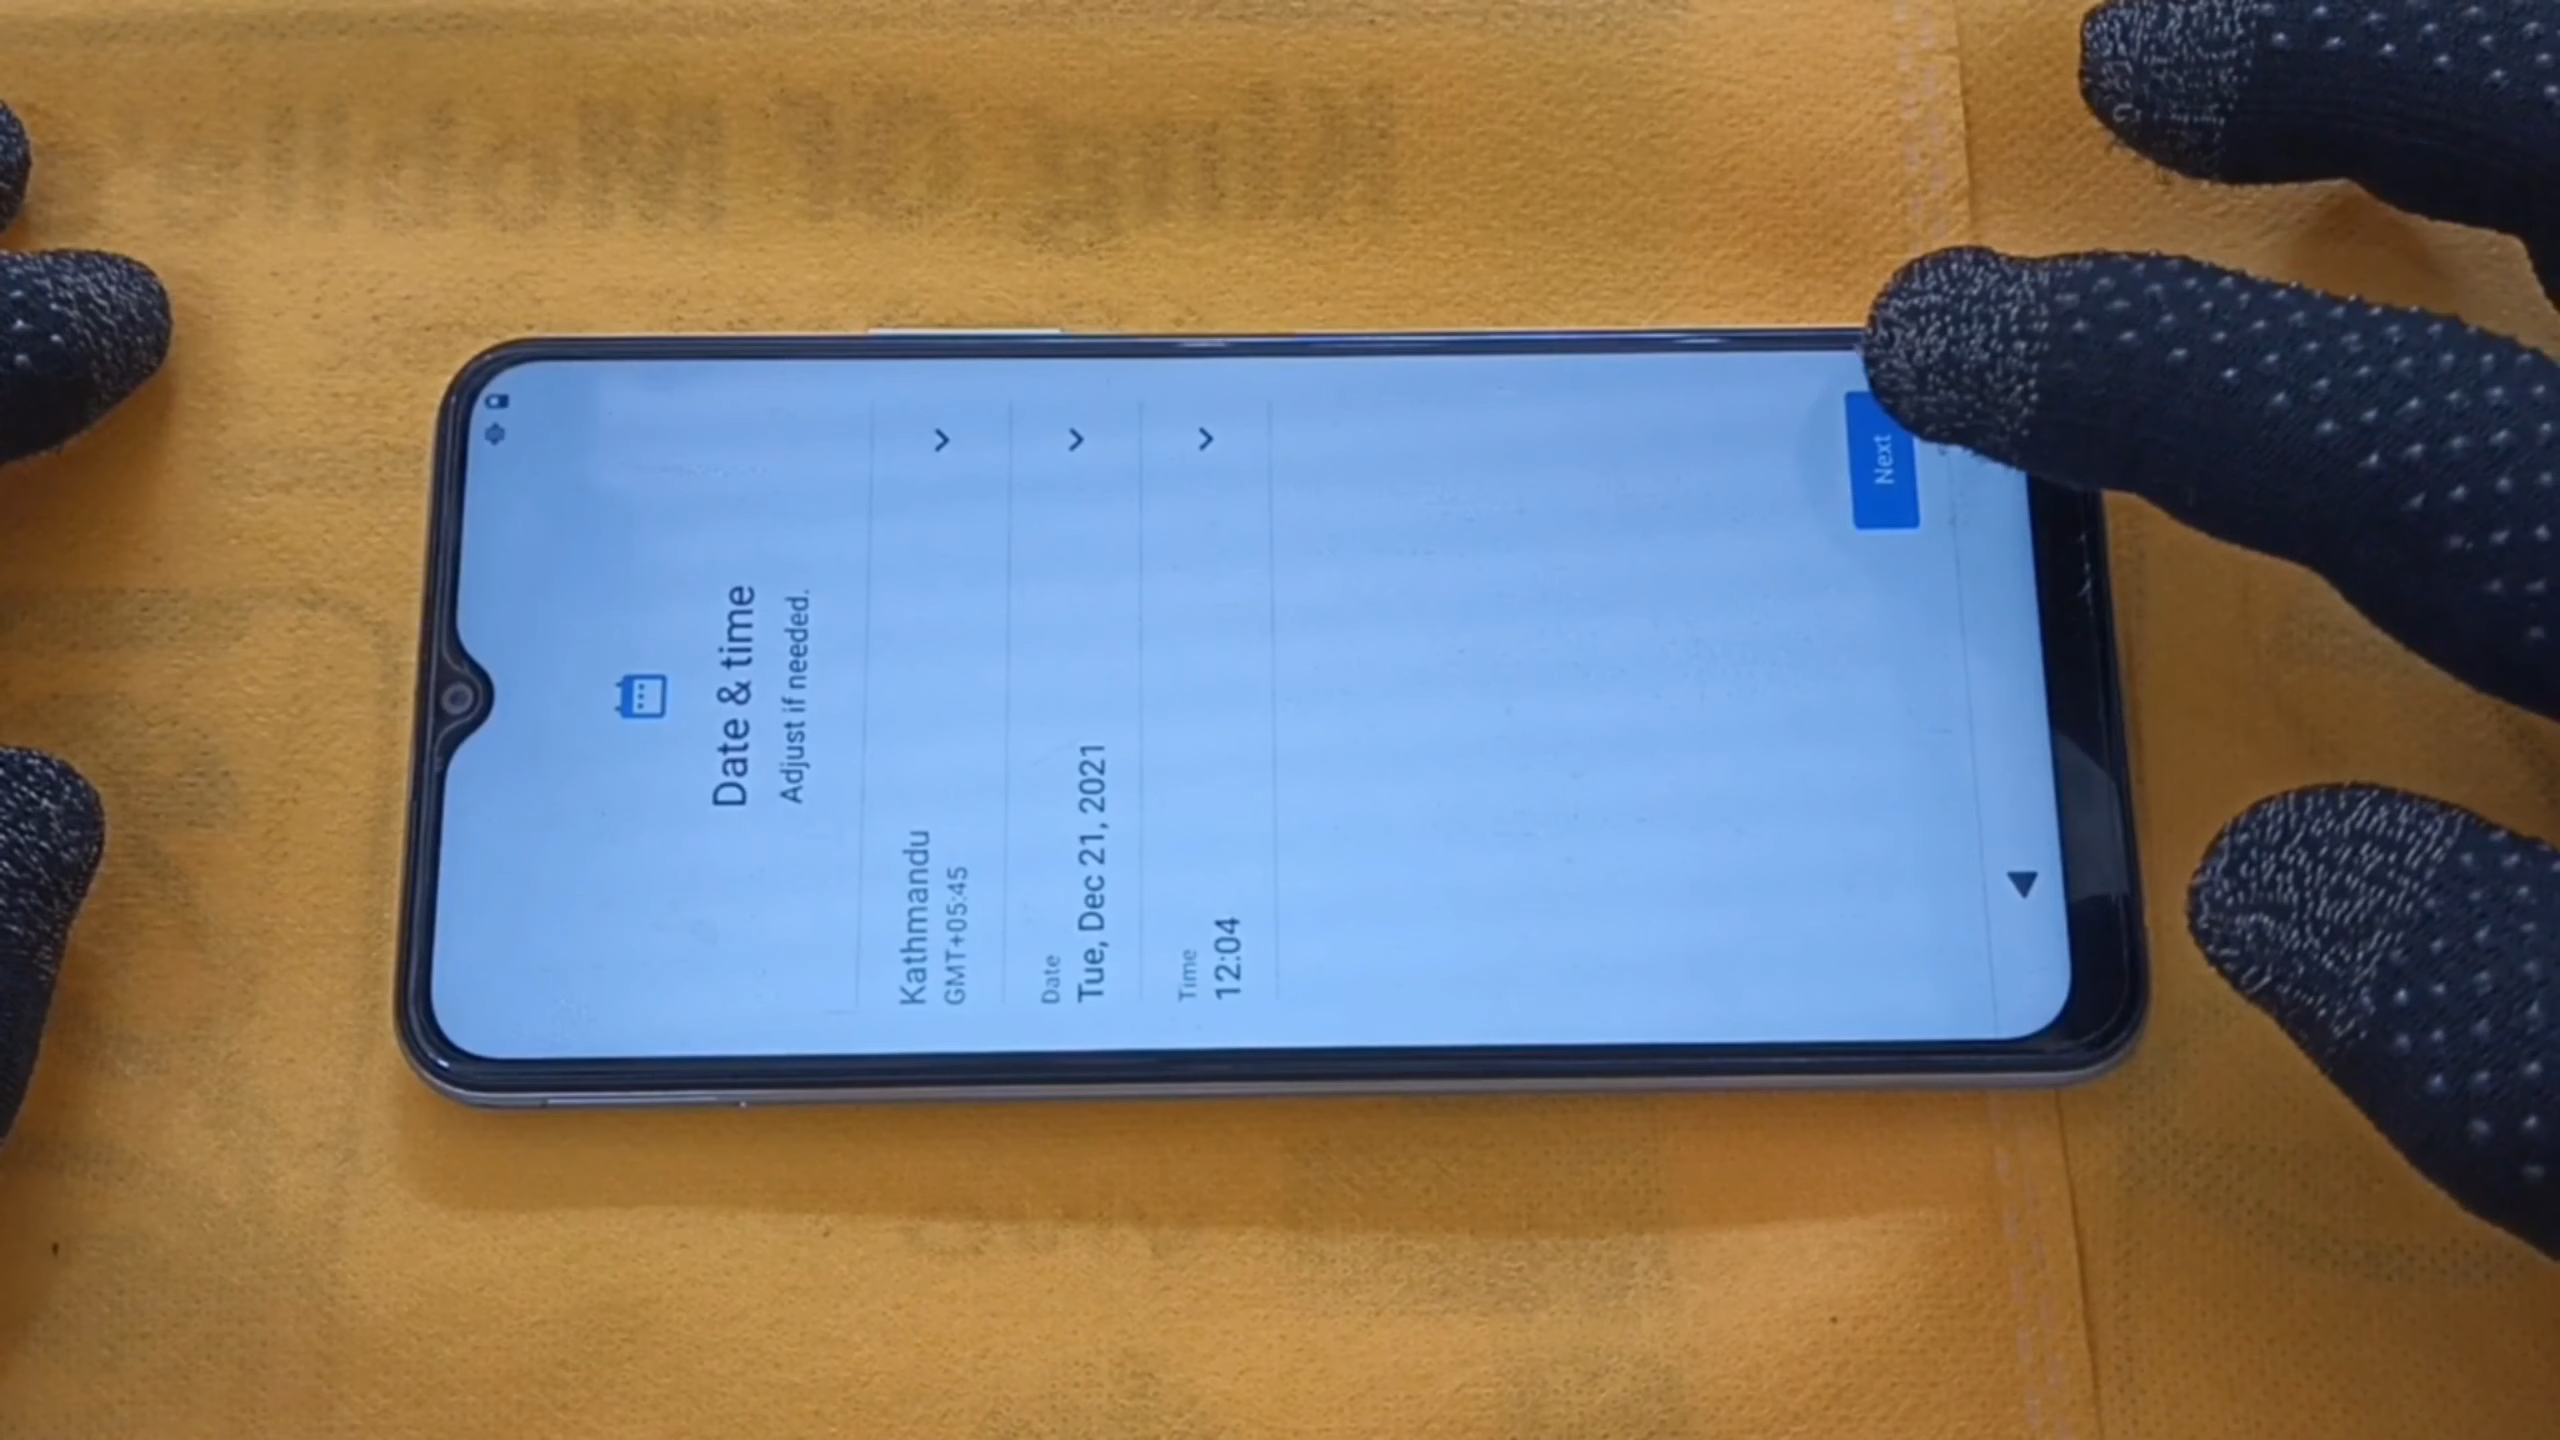 Date & time
Adjust if needed.
Kathmandu
GMT+05:45
Date
Tue, Dec 21, 2021
Time
12:04
Next